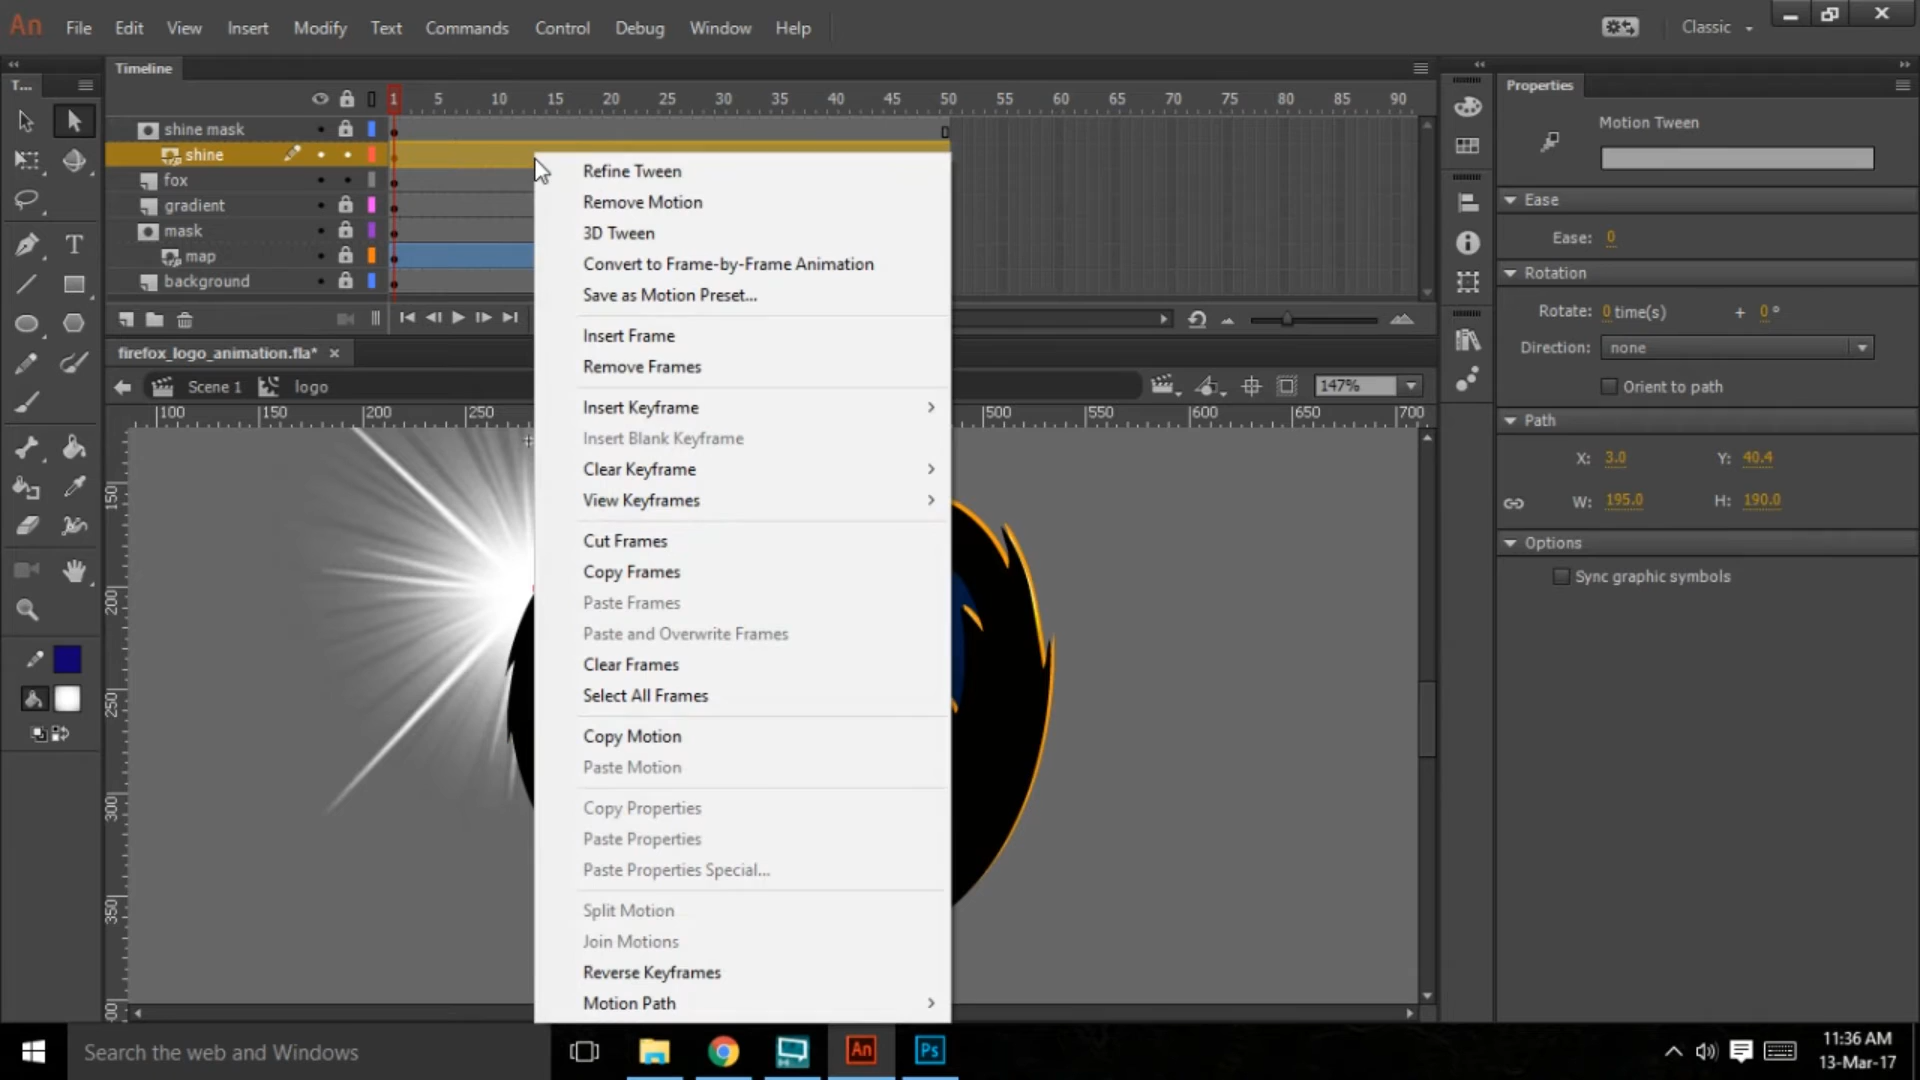 An File Edit View Insert Modify Text Commands Control Debug Window Help Classic
T... Timeline Properties
1 5 10 15 20 25 30 35 40 45 50 55 60 65 70 75 80 85 90
shine mask
shine
fox
gradient
mask
map
background
firefox_logo_animation.fla*
Scene 1 logo 147%
100 150 200 250 500 550 600 650 700
150
200
250
300
350
Refine Tween
Remove Motion
3D Tween
Convert to Frame-by-Frame Animation
Save as Motion Preset...
Insert Frame
Remove Frames
Insert Keyframe
Insert Blank Keyframe
Clear Keyframe
View Keyframes
Cut Frames
Copy Frames
Paste Frames
Paste and Overwrite Frames
Clear Frames
Select All Frames
Copy Motion
Paste Motion
Copy Properties
Paste Properties
Paste Properties Special...
Split Motion
Join Motions
Reverse Keyframes
Motion Path
Motion Tween
Ease
Ease: 0
Rotation
Rotate: 0 time(s) + 0°
Direction: none
Orient to path
Path
X: 3.0 Y: 40.4
W: 195.0 H: 190.0
Options
Sync graphic symbols
Search the web and Windows
An Ps
11:36 AM
13-Mar-17